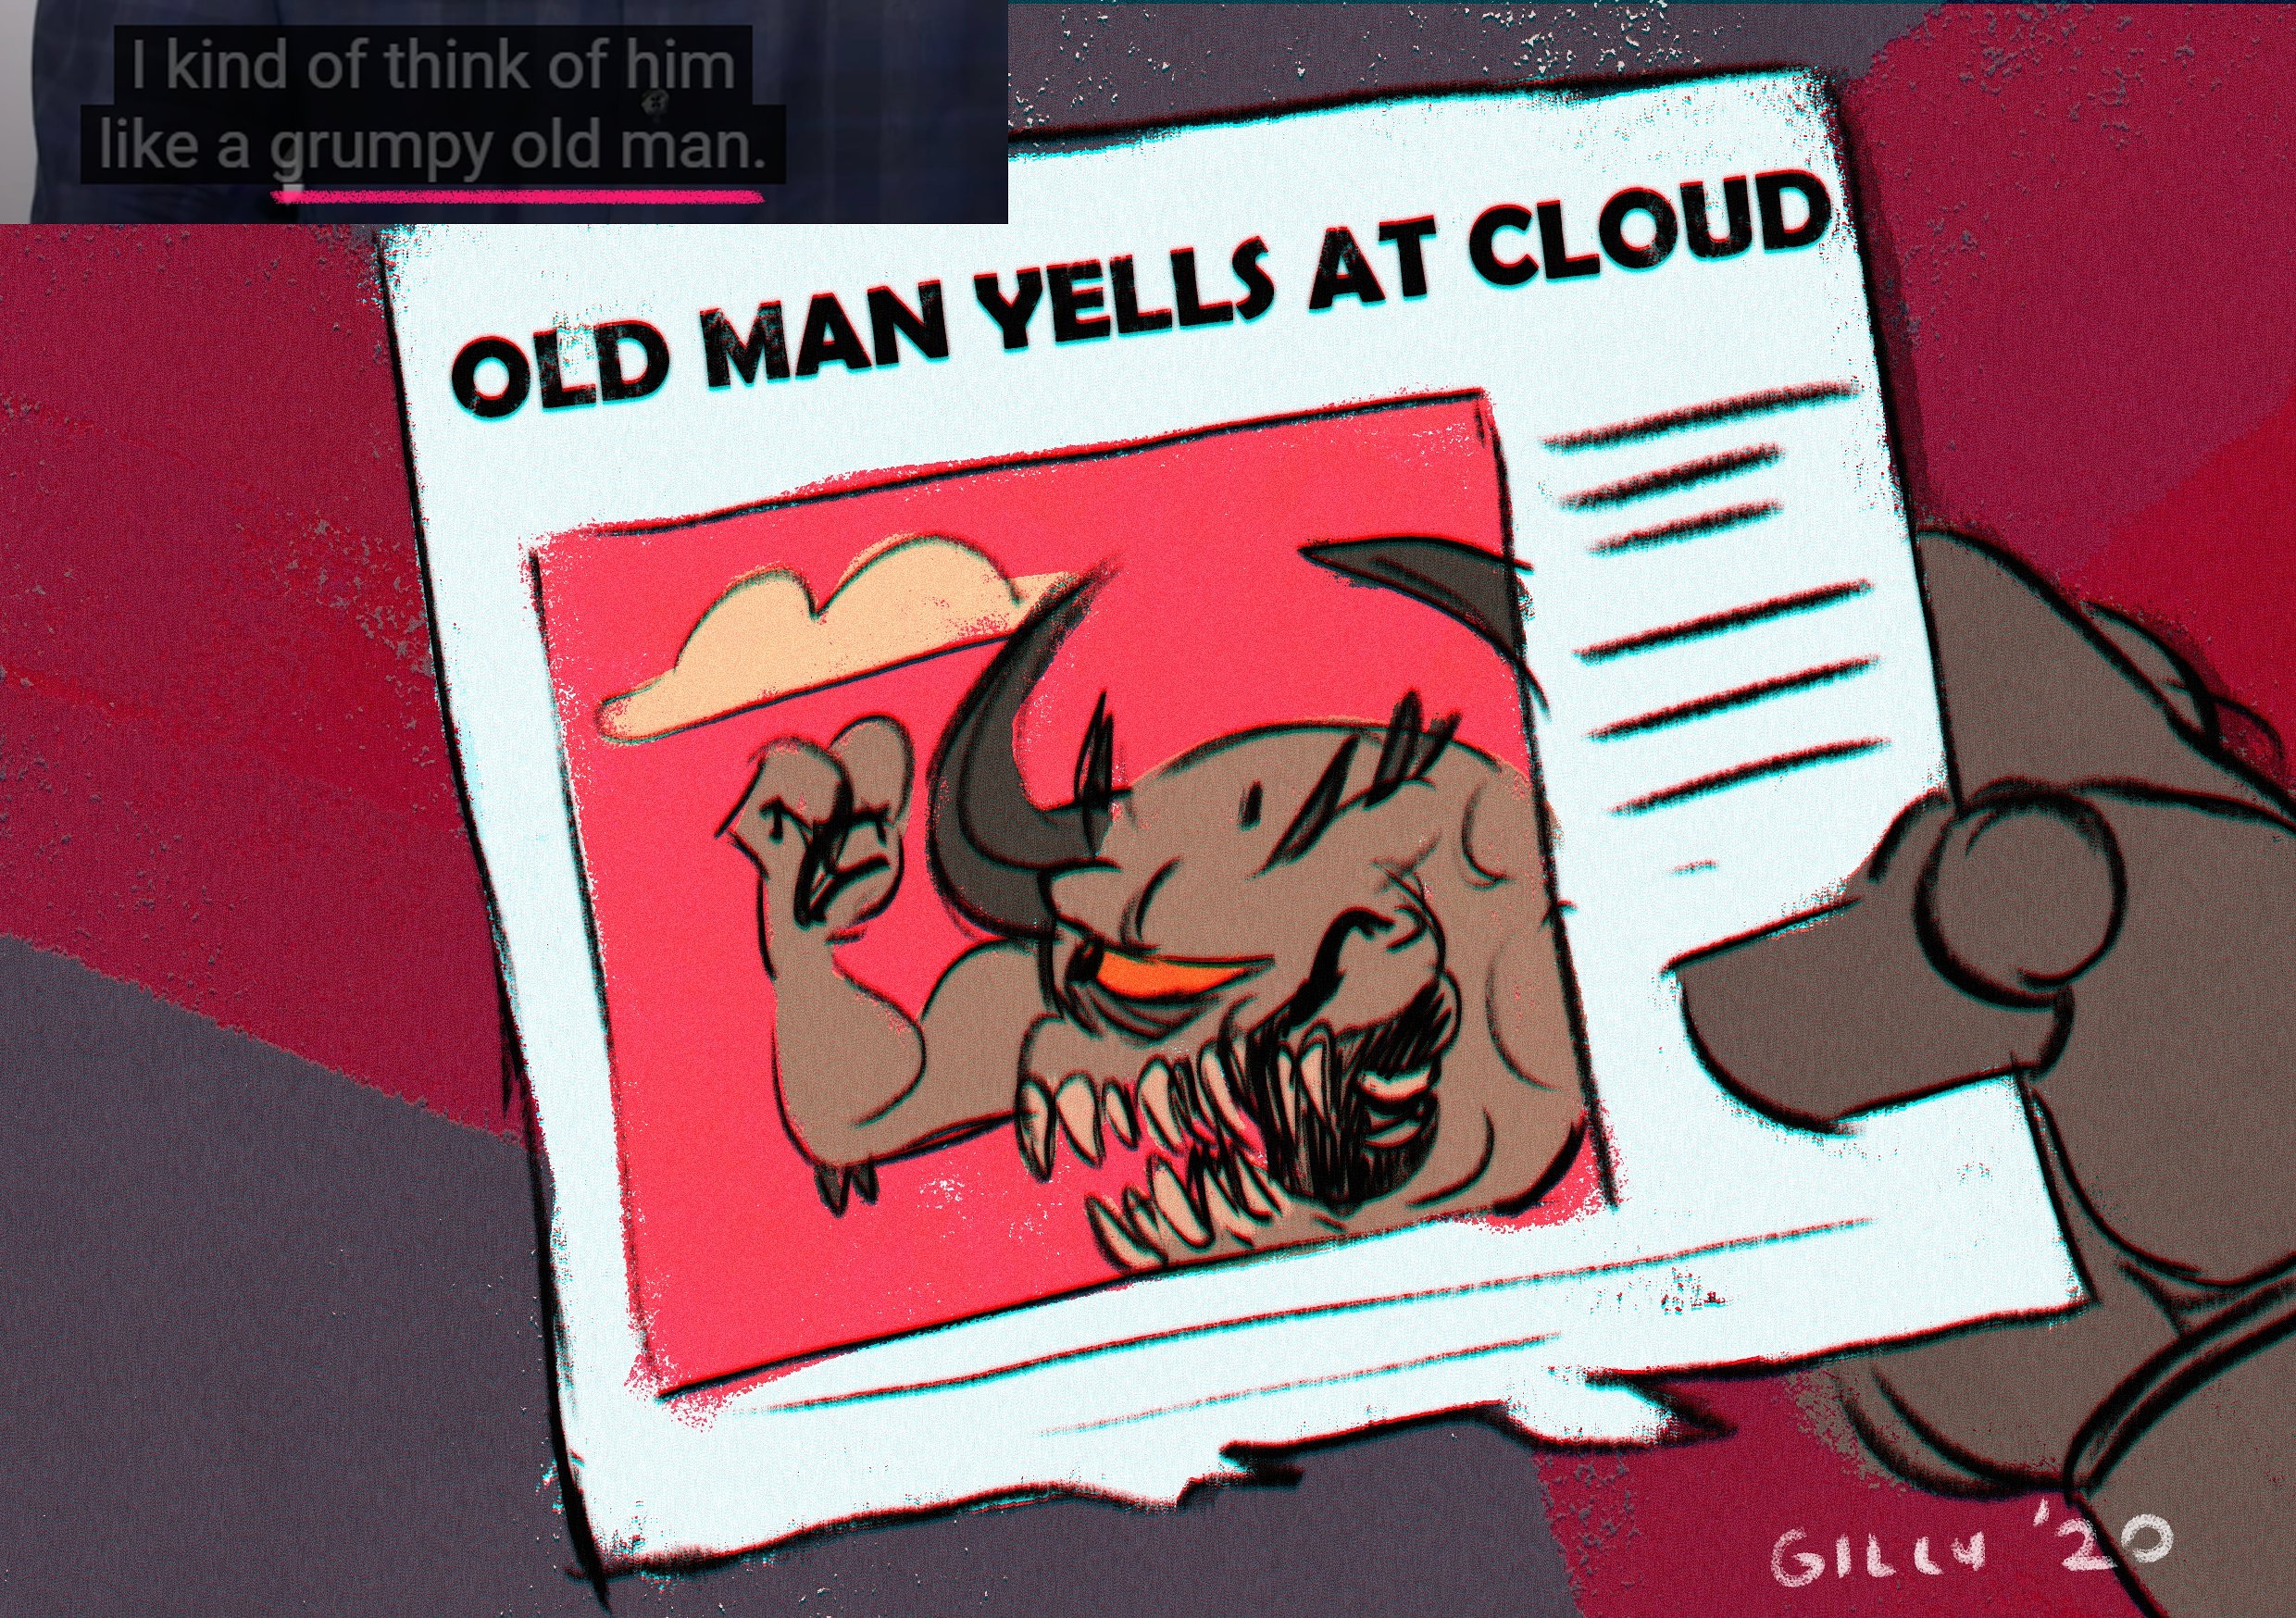 I kind of think of him
like a grumpy old man.
OLD MAN YELLS AT CLOUD
GILLY '20